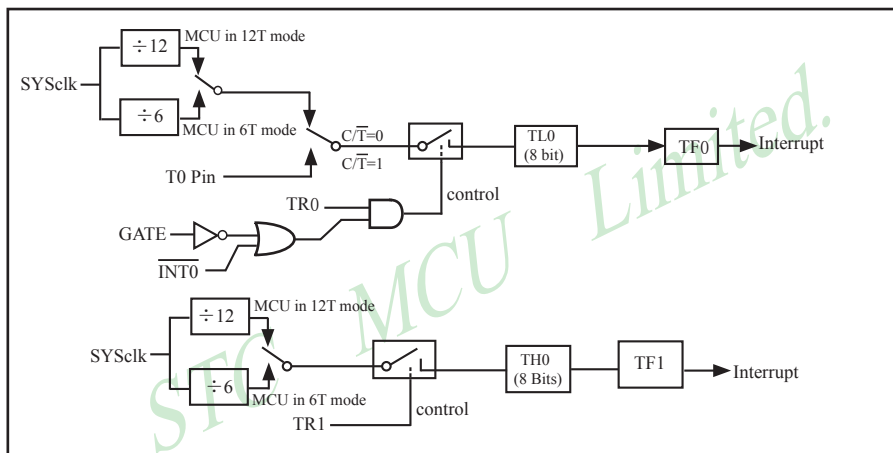 ÷12
MCU in 12T mode
SYSclk
÷6
MCU in 6T mode
C/T̅=0
C/T̅=1
T0 Pin
TL0
(8 bit)
TF0
Interrupt
control
TR0
GATE
I̅N̅T̅0̅
÷12
MCU in 12T mode
SYSclk
÷6
MCU in 6T mode
TH0
(8 Bits)
TF1
Interrupt
control
TR1
STC MCU Limited.